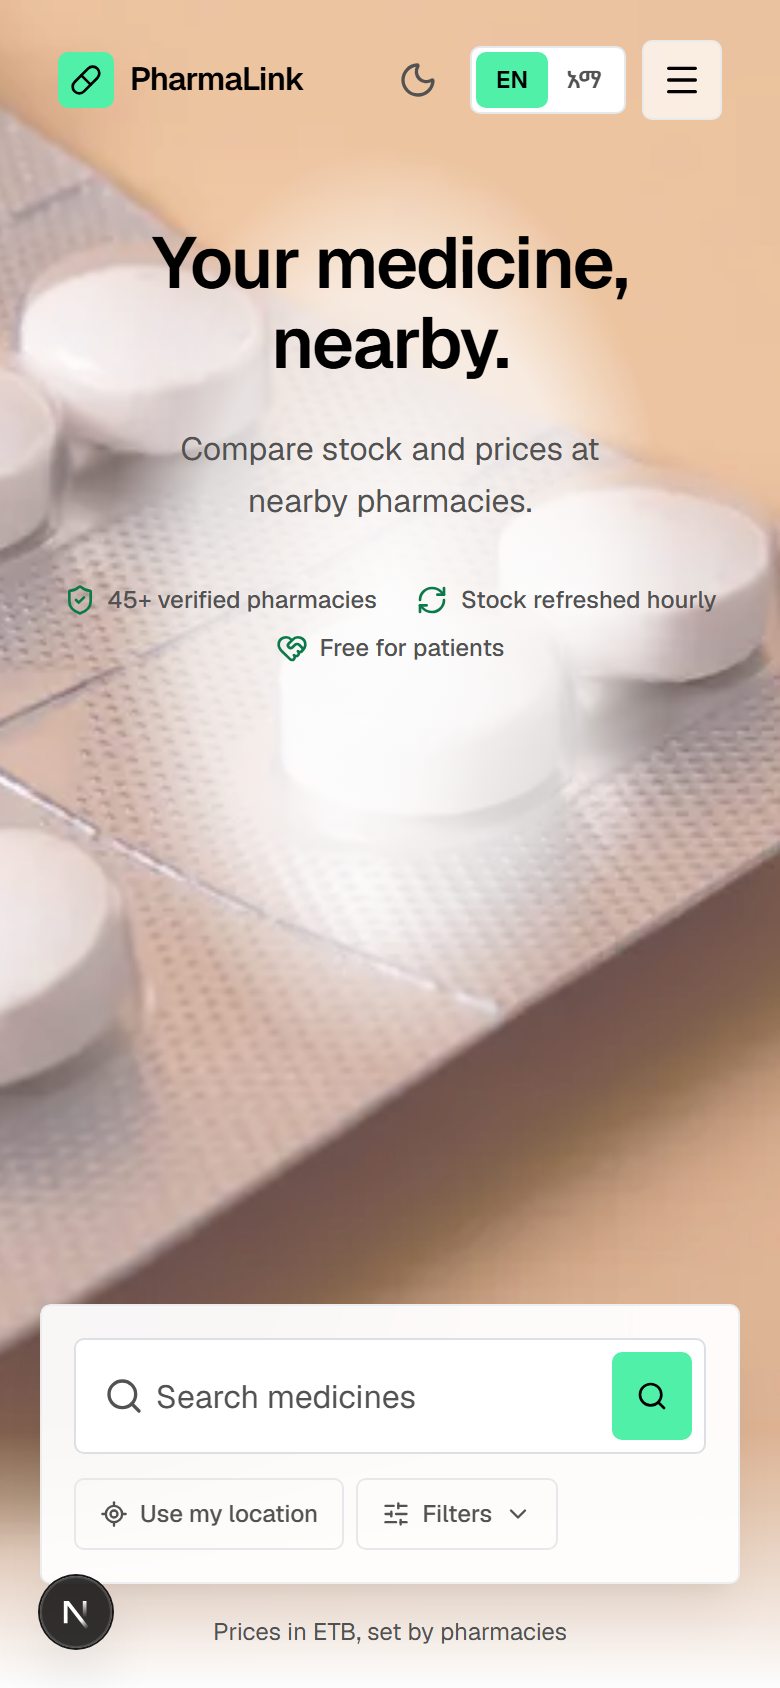 PharmaLink
EN
አማ
Your medicine,
nearby.
Compare stock and prices at
nearby pharmacies.
45+ verified pharmacies
Stock refreshed hourly
Free for patients
Search medicines
Use my location
Filters
N
Prices in ETB, set by pharmacies